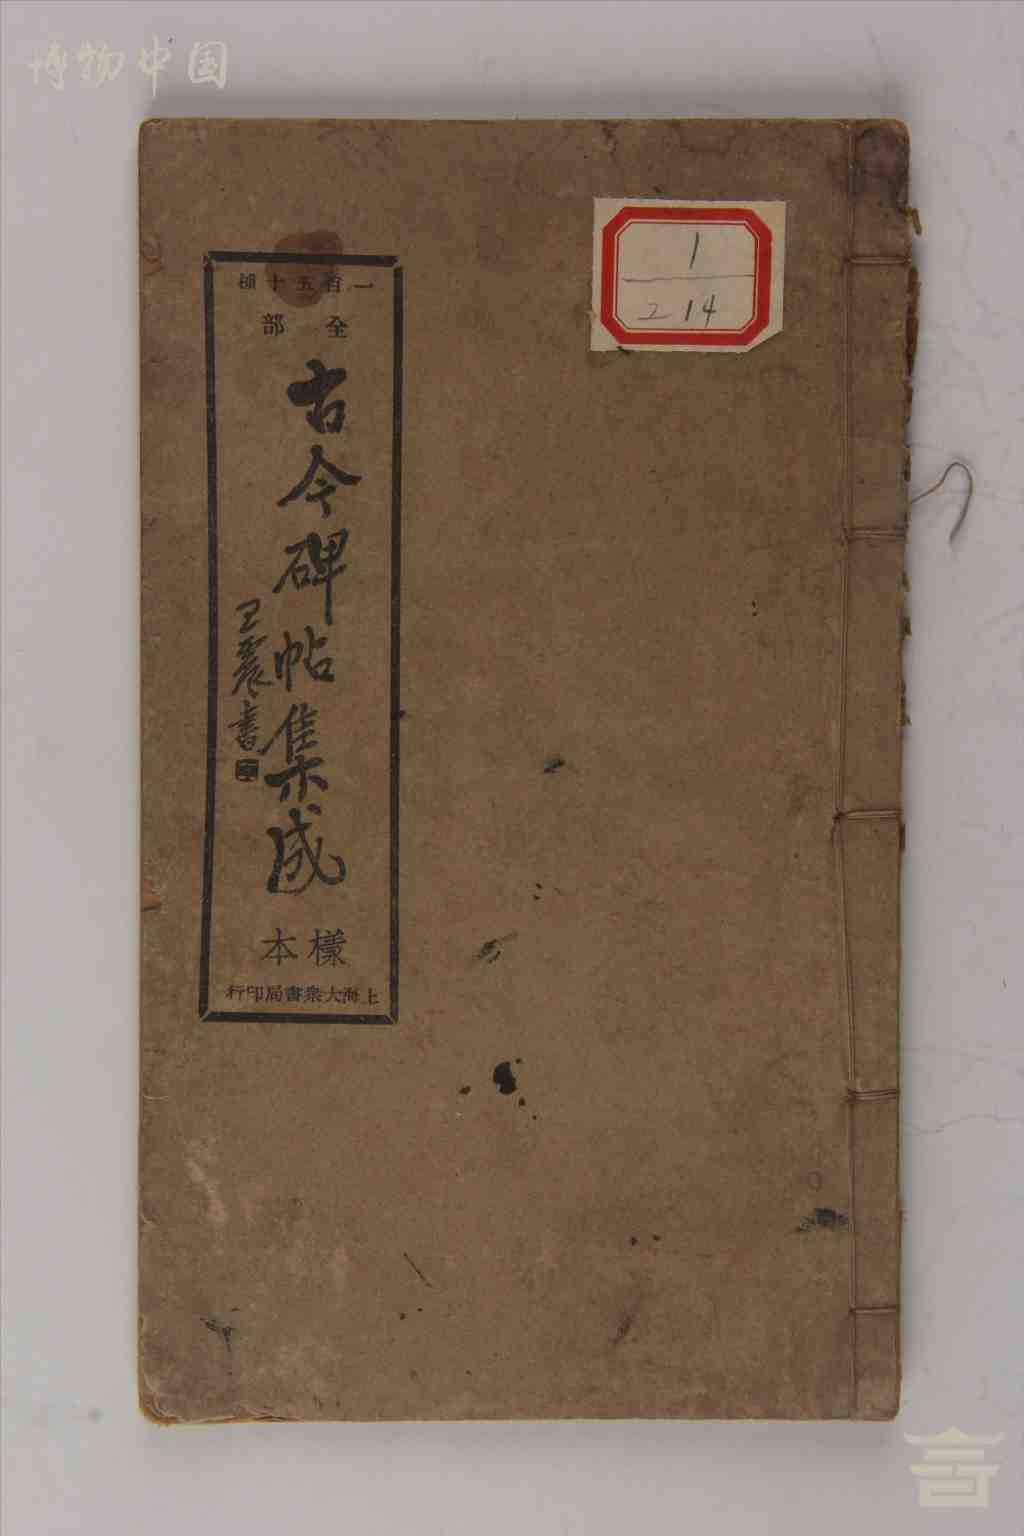 博物中国
1
214
一百五十種
全部
古今碑帖集成
王震書
樣本
上海大眾書局印行